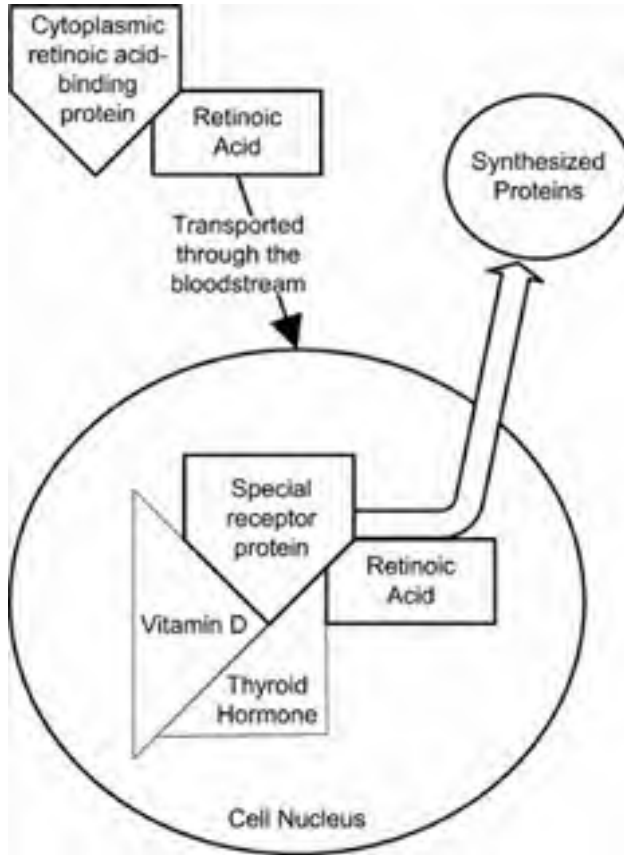 Cytoplasmic
retinoic acid-
binding
protein
Retinoic
Acid
Synthesized
Proteins
Transported
through the
bloodstream
Special
receptor
protein
Retinoic
Acid
Vitamin D
Thyroid
Hormone
Cell Nucleus